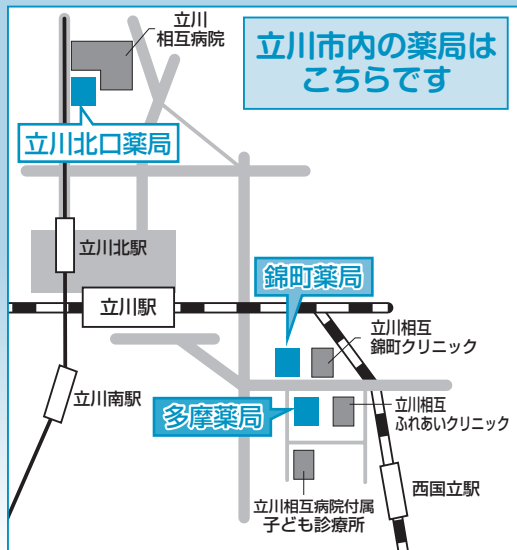 立川
相互病院
立川市内の薬局は
こちらです
立川北口薬局
立川北駅
錦町薬局
立川駅
立川相互
錦町クリニック
立川南駅
多摩薬局
立川相互
ふれあいクリニック
西国立駅
立川相互病院付属
子ども診療所